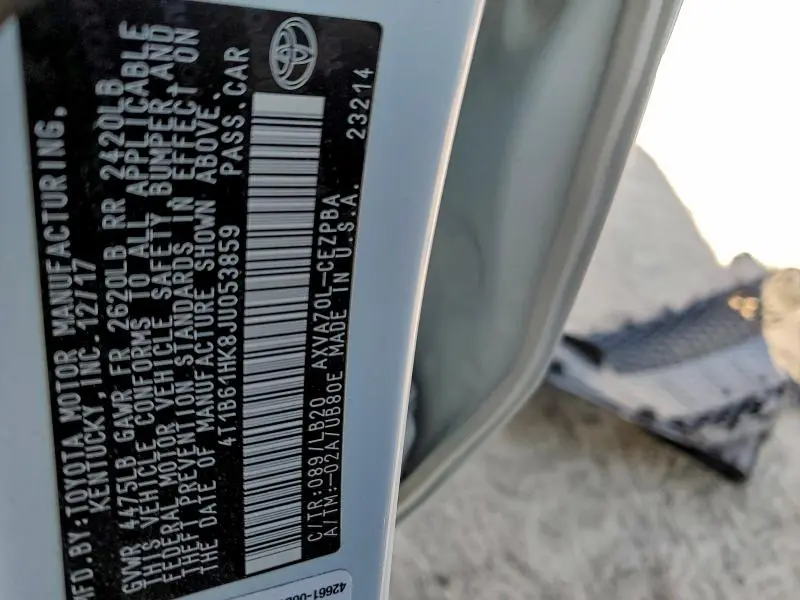 MFD.BY:TOYOTA MOTOR MANUFACTURING,
KENTUCKY,INC.12/17
GVWR 4475LB GAWR FR 2620LB RR 2420LB
THIS VEHICLE CONFORMS TO ALL APPLICABLE
FEDERAL MOTOR VEHICLE SAFETY,BUMPER,AND
THEFT PREVENTION STANDARDS IN EFFECT ON
THE DATE OF MANUFACTURE SHOWN ABOVE.
4T1B61HK8JU053859 PASS.CAR
C/TR:089/LB20 AXVA70L-CEZPBA
A/TM:-02A/UB80E MADE IN U.S.A. 23214